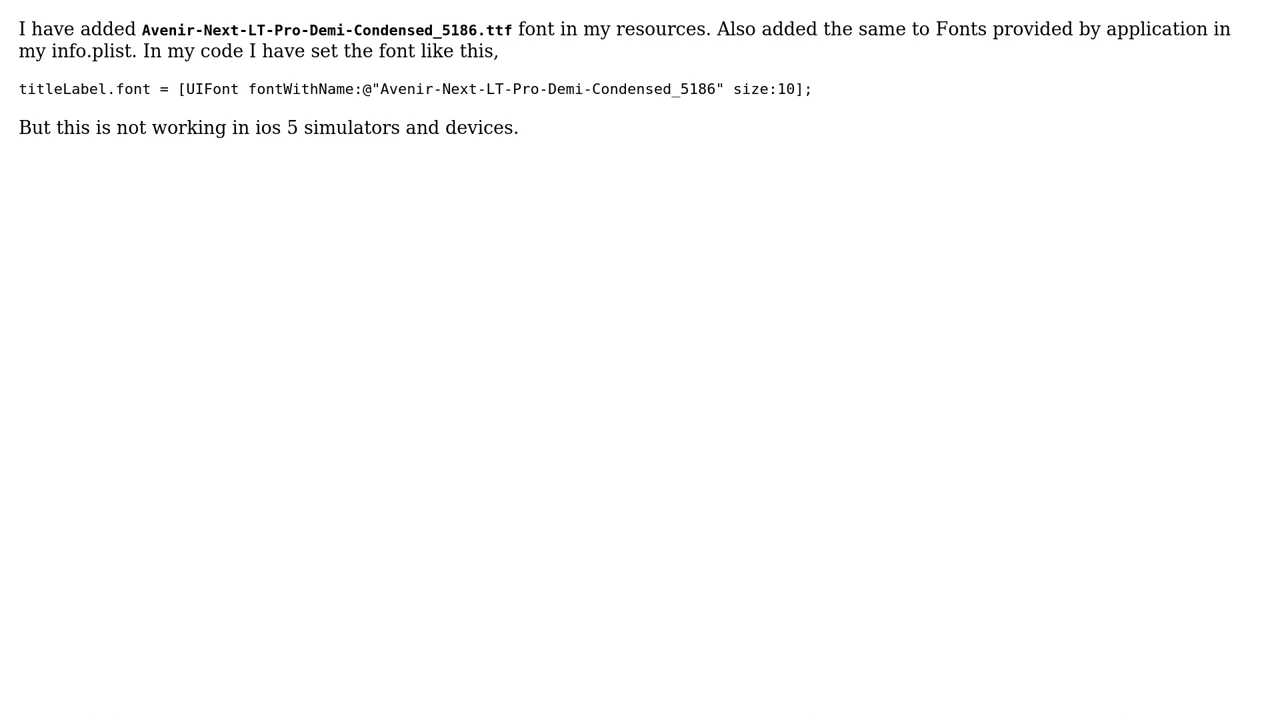 I have added Avenir-Next-LT-Pro-Demi-Condensed_5186.ttf font in my resources. Also added the same to Fonts provided by application in
my info.plist. In my code I have set the font like this,
titleLabel.font = [UIFont fontWithName:@"Avenir-Next-LT-Pro-Demi-Condensed_5186" size:10];
But this is not working in ios 5 simulators and devices.